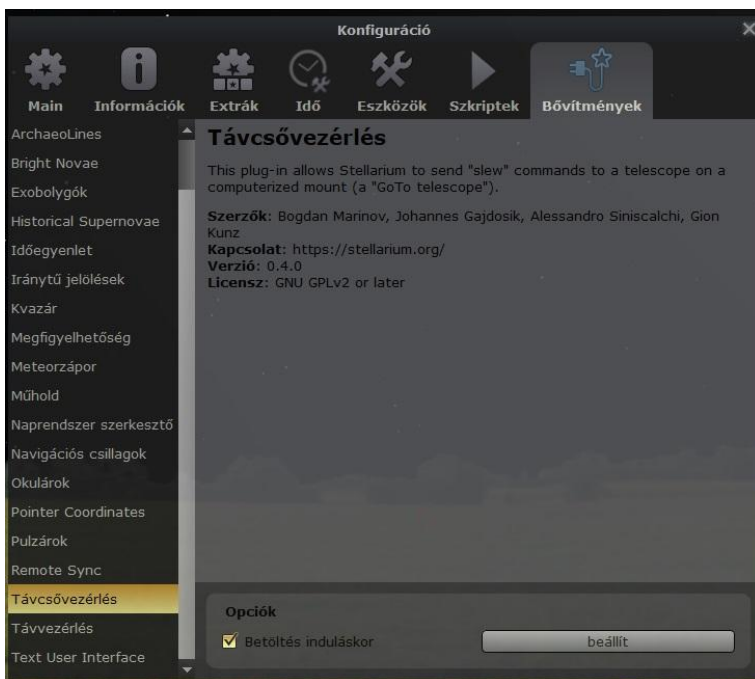 Konfiguráció
Main
Információk
Extrák
Idő
Eszközök
Szkriptek
Bővítmények
ArchaeoLines
Bright Novae
Exobolygók
Historical Supernovae
Időegyenlet
Iránytű jelölések
Kvazár
Megfigyelhetőség
Meteorzápor
Műhold
Naprendszer szerkesztő
Navigációs csillagok
Okulárok
Pointer Coordinates
Pulzárok
Remote Sync
Távcsővezérlés
Távvezérlés
Text User Interface
Távcsővezérlés
This plug-in allows Stellarium to send "slew" commands to a telescope on a
computerized mount (a "GoTo telescope").
Szerzők: Bogdan Marinov, Johannes Gajdosik, Alessandro Siniscalchi, Gion
Kunz
Kapcsolat: https://stellarium.org/
Verzió: 0.4.0
Licensz: GNU GPLv2 or later
Opciók
Betöltés induláskor
beállít